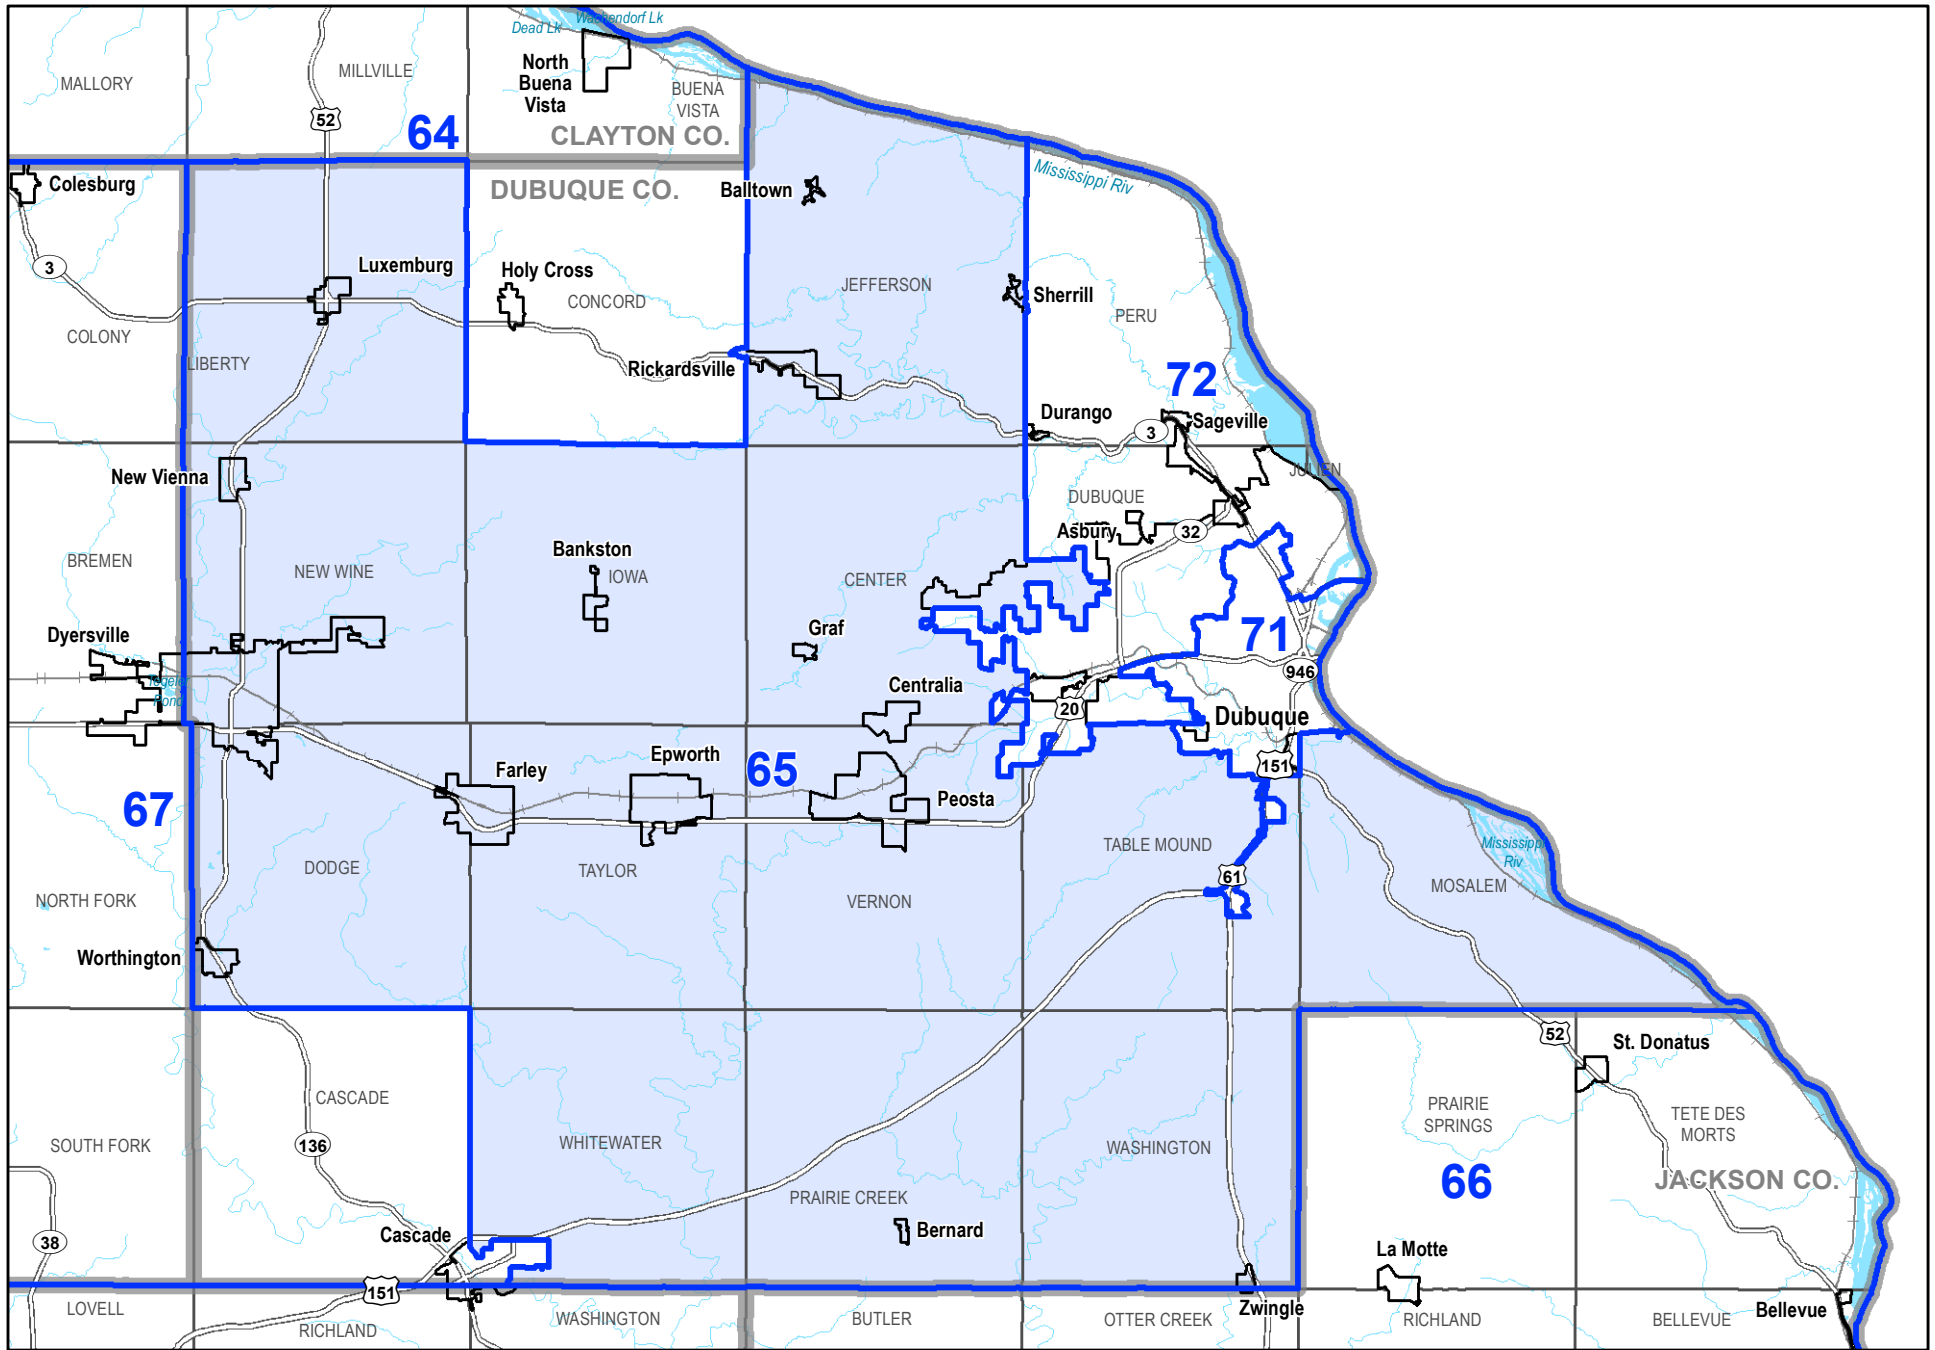 Wachendorf Lk
Dead Lk
North
Buena
Vista
MALLORY
MILLVILLE
BUENA
VISTA
52
64
CLAYTON CO.
Colesburg
DUBUQUE CO.
Balltown
Mississippi Riv
3
Luxemburg
Holy Cross
CONCORD
JEFFERSON
Sherrill
PERU
COLONY
LIBERTY
Rickardsville
72
Durango
3
Sageville
New Vienna
JULIEN
DUBUQUE
Asbury
32
BREMEN
NEW WINE
Bankston
IOWA
CENTER
Dyersville
Graf
71
946
Tegeler
Pond
Centralia
20
Dubuque
Epworth
65
151
Farley
Peosta
67
TABLE MOUND
Mississippi
Riv
DODGE
TAYLOR
61
MOSALEM
NORTH FORK
VERNON
Worthington
52
St. Donatus
CASCADE
PRAIRIE
SPRINGS
TETE DES
MORTS
SOUTH FORK
136
WHITEWATER
WASHINGTON
66
JACKSON CO.
PRAIRIE CREEK
Cascade
Bernard
38
La Motte
151
LOVELL
RICHLAND
WASHINGTON
BUTLER
OTTER CREEK
Zwingle
RICHLAND
BELLEVUE
Bellevue